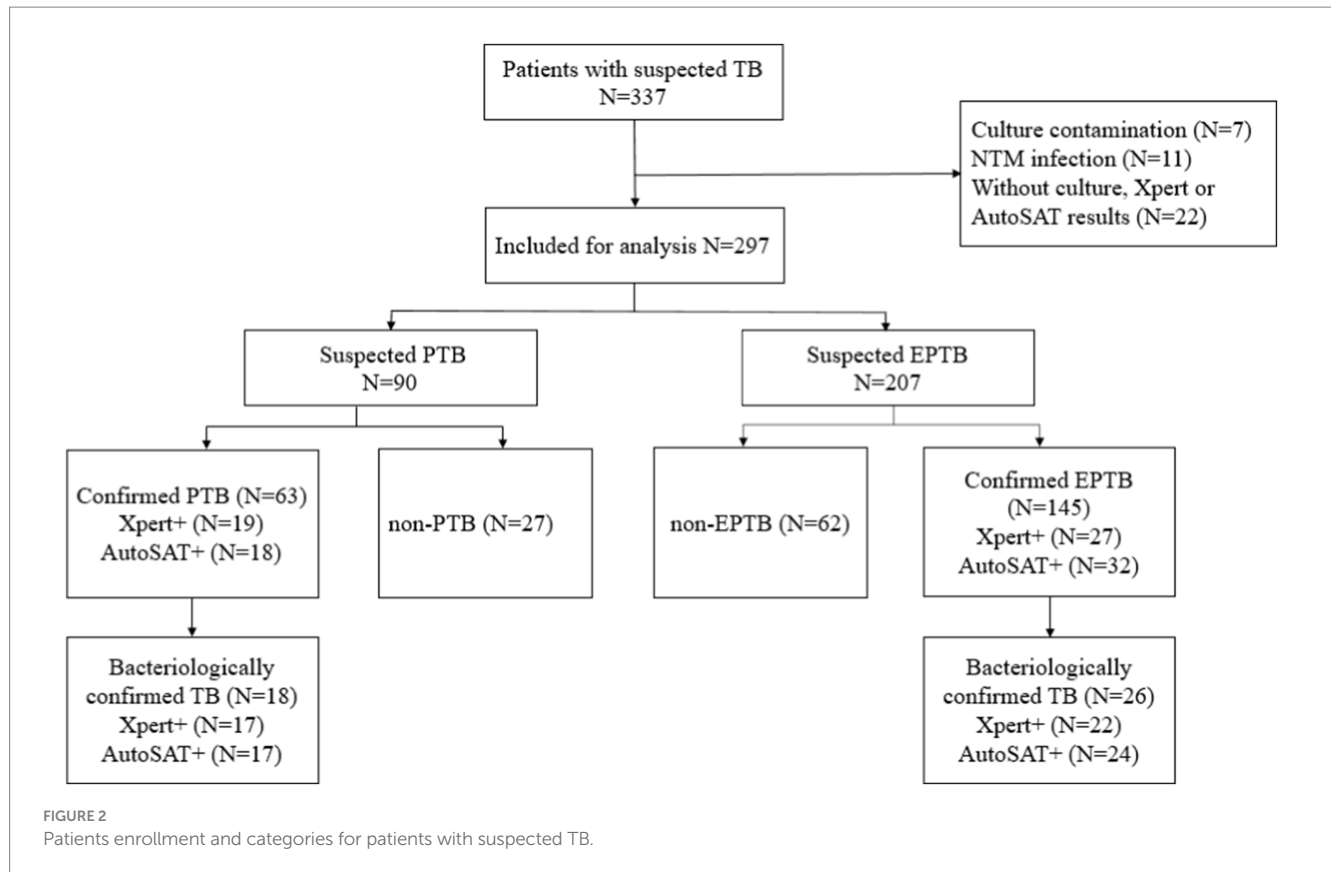 Patients with suspected TB
N=337
Culture contamination (N=7)
NTM infection (N=11)
Without culture, Xpert or
AutoSAT results (N=22)
Included for analysis N=297
Suspected PTB
N=90
Suspected EPTB
N=207
Confirmed PTB (N=63)
Xpert+ (N=19)
AutoSAT+ (N=18)
non-PTB (N=27)
non-EPTB (N=62)
Confirmed EPTB
(N=145)
Xpert+ (N=27)
AutoSAT+ (N=32)
Bacteriologically
confirmed TB (N=18)
Xpert+ (N=17)
AutoSAT+ (N=17)
Bacteriologically
confirmed TB (N=26)
Xpert+ (N=22)
AutoSAT+ (N=24)
FIGURE 2
Patients enrollment and categories for patients with suspected TB.